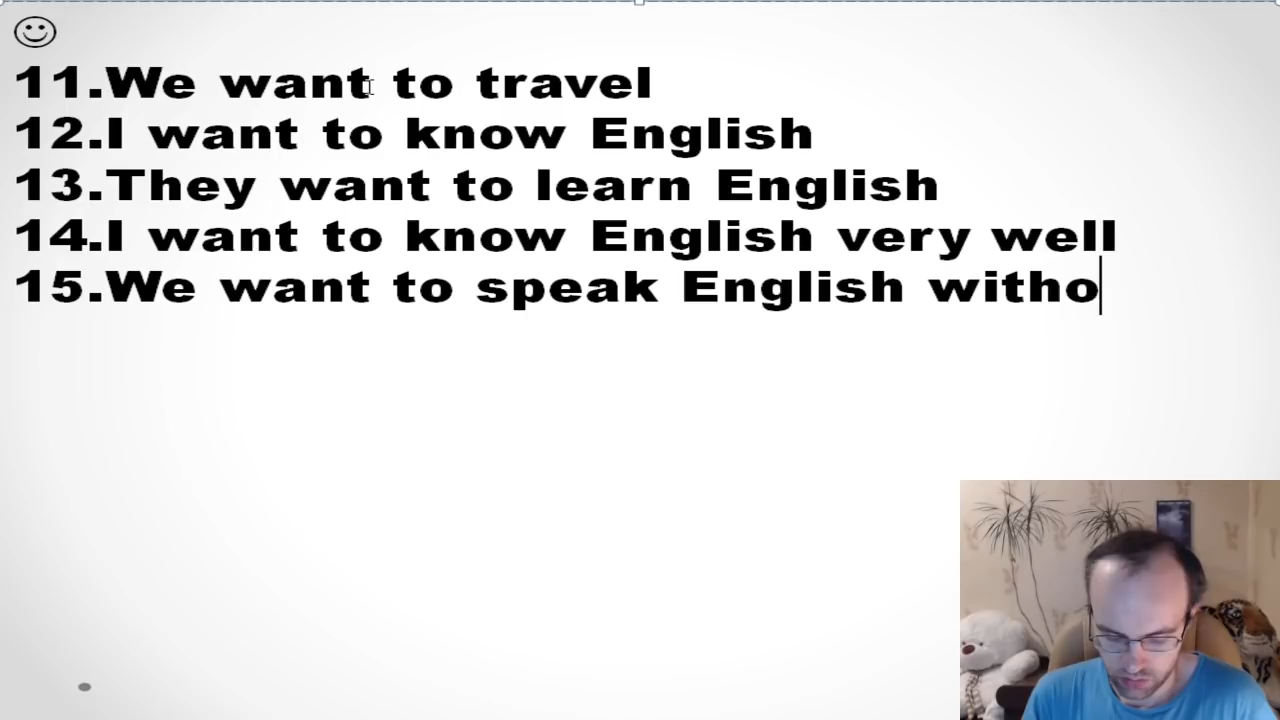 11.We want to travel
12.I want to know English
13.They want to learn English
14.I want to know English very well
15.We want to speak English witho